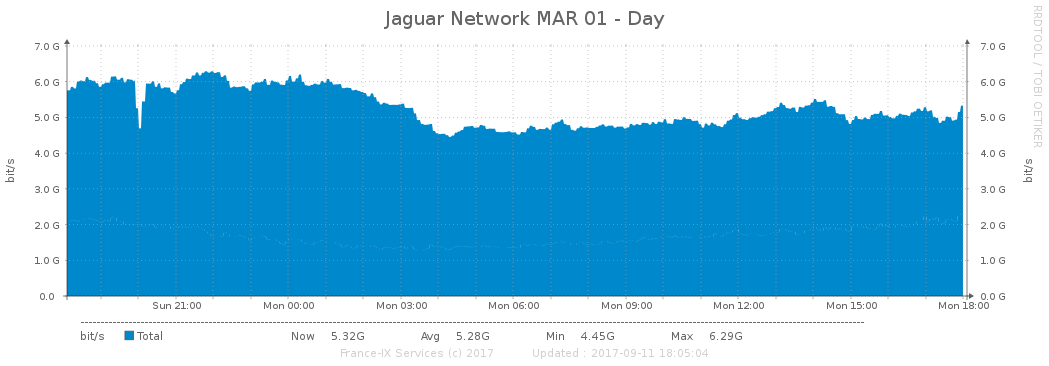 Jaguar Network MAR 01 - Day
RRDTOOL / TOBI OETIKER
7.0 G 7.0 G
6.0 G 6.0 G
5.0 G 5.0 G
4.0 G 4.0 G
bit/s bit/s
3.0 G 3.0 G
2.0 G 2.0 G
1.0 G 1.0 G
0.0 0.0 G
Sun 21:00 Mon 00:00 Mon 03:00 Mon 06:00 Mon 09:00 Mon 12:00 Mon 15:00 Mon 18:00
bit/s Total Now 5.32G Avg 5.28G Min 4.45G Max 6.29G
France-IX Services (c) 2017 Updated : 2017-09-11 18:05:04